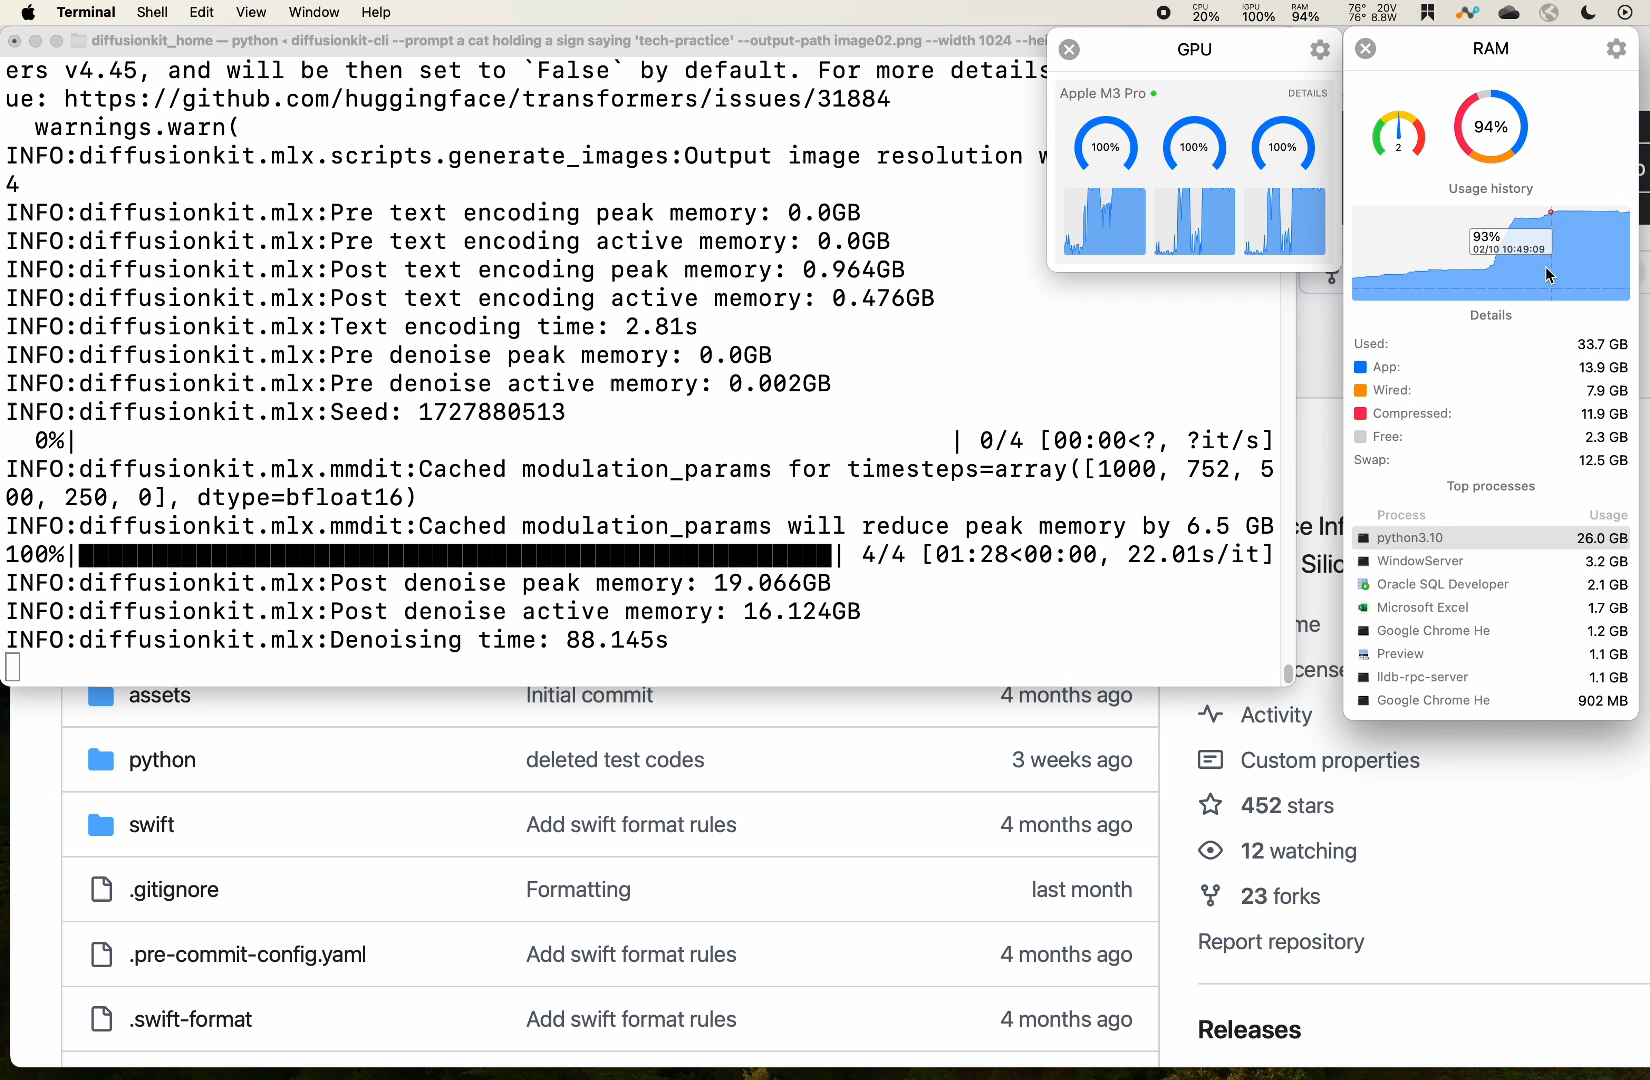 Terminal Shell Edit View Window Help
CPU 20% IGPU 100% RAM 94% 76° 76° 20V 8.8W
diffusionkit_home — python ◂ diffusionkit-cli --prompt a cat holding a sign saying 'tech-practice' --output-path image02.png --width 1024 --hei
ers v4.45, and will be then set to `False` by default. For more details
ue: https://github.com/huggingface/transformers/issues/31884
warnings.warn(
INFO:diffusionkit.mlx.scripts.generate_images:Output image resolution w
4
INFO:diffusionkit.mlx:Pre text encoding peak memory: 0.0GB
INFO:diffusionkit.mlx:Pre text encoding active memory: 0.0GB
INFO:diffusionkit.mlx:Post text encoding peak memory: 0.964GB
INFO:diffusionkit.mlx:Post text encoding active memory: 0.476GB
INFO:diffusionkit.mlx:Text encoding time: 2.81s
INFO:diffusionkit.mlx:Pre denoise peak memory: 0.0GB
INFO:diffusionkit.mlx:Pre denoise active memory: 0.002GB
INFO:diffusionkit.mlx:Seed: 1727880513
0%| | 0/4 [00:00<?, ?it/s]
INFO:diffusionkit.mlx.mmdit:Cached modulation_params for timesteps=array([1000, 752, 5
00, 250, 0], dtype=bfloat16)
INFO:diffusionkit.mlx.mmdit:Cached modulation_params will reduce peak memory by 6.5 GB
100%| | 4/4 [01:28<00:00, 22.01s/it]
INFO:diffusionkit.mlx:Post denoise peak memory: 19.066GB
INFO:diffusionkit.mlx:Post denoise active memory: 16.124GB
INFO:diffusionkit.mlx:Denoising time: 88.145s
GPU
Apple M3 Pro DETAILS
100% 100% 100%
RAM
2 94%
Usage history
93%
02/10 10:49:09
Details
Used: 33.7 GB
App: 13.9 GB
Wired: 7.9 GB
Compressed: 11.9 GB
Free: 2.3 GB
Swap: 12.5 GB
Top processes
Process Usage
python3.10 26.0 GB
WindowServer 3.2 GB
Oracle SQL Developer 2.1 GB
Microsoft Excel 1.7 GB
Google Chrome He 1.2 GB
Preview 1.1 GB
lldb-rpc-server 1.1 GB
Google Chrome He 902 MB
ce Inf
Silic
me
cense
assets Initial commit 4 months ago
python deleted test codes 3 weeks ago
swift Add swift format rules 4 months ago
.gitignore Formatting last month
.pre-commit-config.yaml Add swift format rules 4 months ago
.swift-format Add swift format rules 4 months ago
Activity
Custom properties
452 stars
12 watching
23 forks
Report repository
Releases